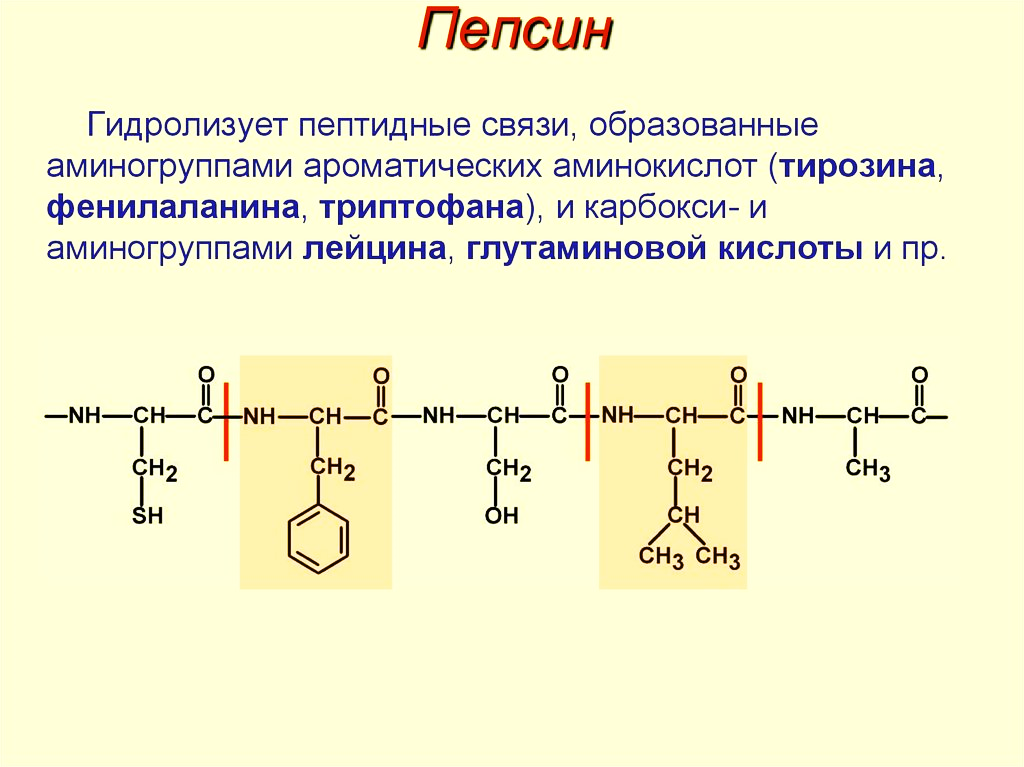 Пепсин
Гидролизует пептидные связи, образованные
аминогруппами ароматических аминокислот (тирозина,
фенилаланина, триптофана), и карбокси- и
аминогруппами лейцина, глутаминовой кислоты и пр.
O O O O O
NH CH C NH CH C NH CH C NH CH C NH CH C
CH2 CH2 CH2 CH2 CH3
SH OH CH
CH3 CH3